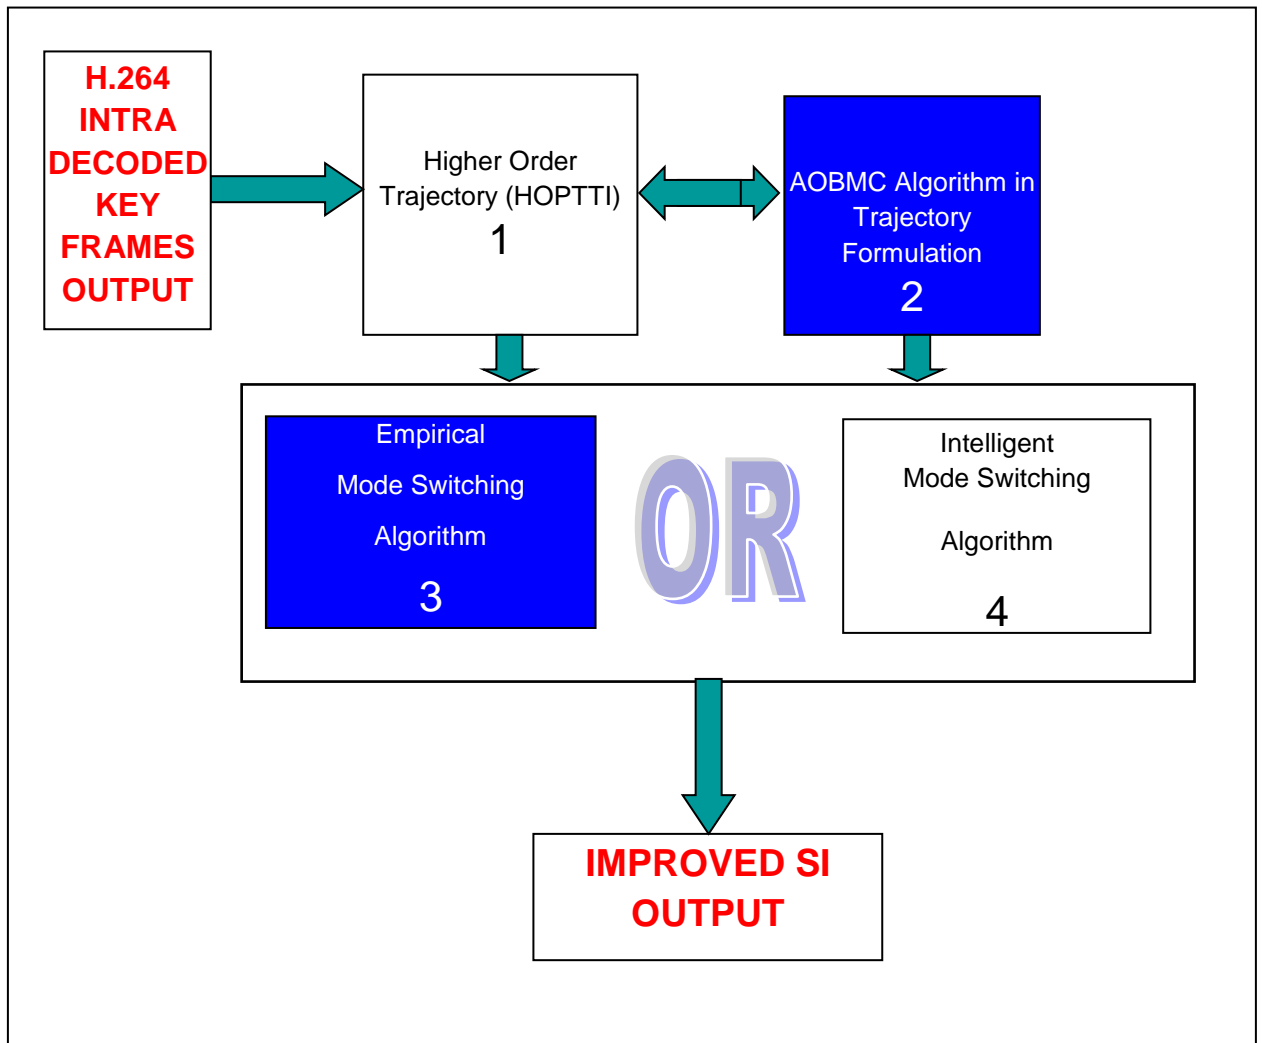 H.264
INTRA
DECODED
KEY
FRAMES
OUTPUT
Higher Order
Trajectory (HOPTTI)
1
AOBMC Algorithm in
Trajectory
Formulation
2
Empirical
Mode Switching
Algorithm
3
OR
Intelligent
Mode Switching
Algorithm
4
IMPROVED SI
OUTPUT